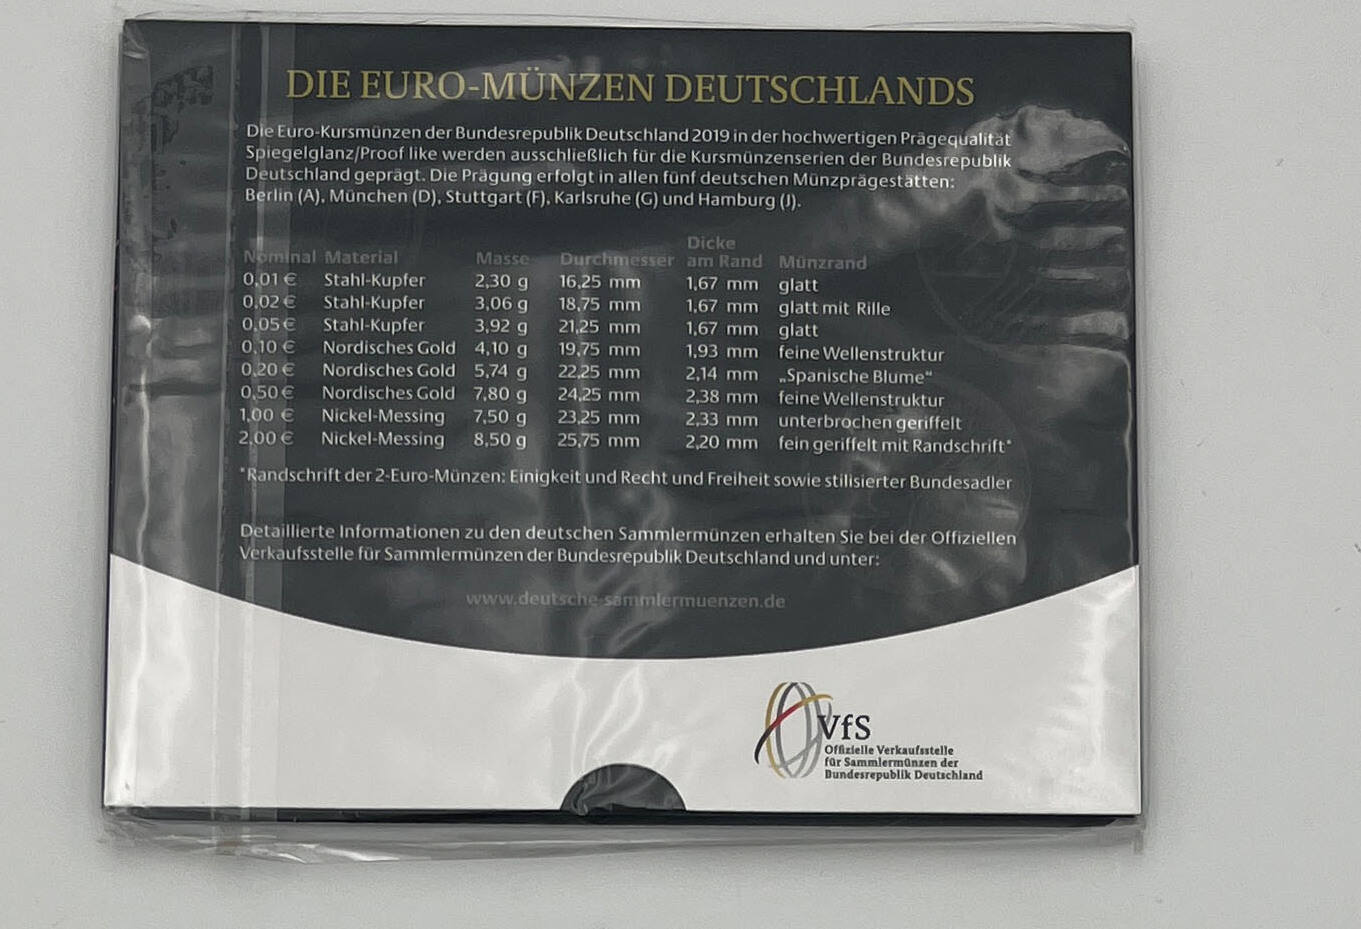 DIE EURO-MÜNZEN DEUTSCHLANDS
Die Euro-Kursmünzen der Bundesrepublik Deutschland 2019 in der hochwertigen Prägequalität
Spiegelglanz/Proof like werden ausschließlich für die Kursmünzenserien der Bundesrepublik
Deutschland geprägt. Die Prägung erfolgt in allen fünf deutschen Münzprägestätten:
Berlin (A), München (D), Stuttgart (F), Karlsruhe (G) und Hamburg (J).
Nominal Material Masse Durchmesser Dicke am Rand Münzrand
0,01 € Stahl-Kupfer 2,30 g 16,25 mm 1,67 mm glatt
0,02 € Stahl-Kupfer 3,06 g 18,75 mm 1,67 mm glatt mit Rille
0,05 € Stahl-Kupfer 3,92 g 21,25 mm 1,67 mm glatt
0,10 € Nordisches Gold 4,10 g 19,75 mm 1,93 mm feine Wellenstruktur
0,20 € Nordisches Gold 5,74 g 22,25 mm 2,14 mm „Spanische Blume“
0,50 € Nordisches Gold 7,80 g 24,25 mm 2,38 mm feine Wellenstruktur
1,00 € Nickel-Messing 7,50 g 23,25 mm 2,33 mm unterbrochen geriffelt
2,00 € Nickel-Messing 8,50 g 25,75 mm 2,20 mm fein geriffelt mit Randschrift*
*Randschrift der 2-Euro-Münzen: Einigkeit und Recht und Freiheit sowie stilisierter Bundesadler
Detaillierte Informationen zu den deutschen Sammlermünzen erhalten Sie bei der Offiziellen
Verkaufsstelle für Sammlermünzen der Bundesrepublik Deutschland und unter:
www.deutsche-sammlermuenzen.de
VfS
Offizielle Verkaufsstelle
für Sammlermünzen der
Bundesrepublik Deutschland